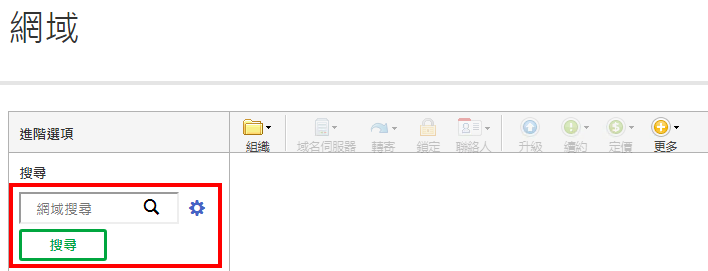 網域
進階選項
組織 域名伺服器 轉寄 鎖定 聯絡人 升級 續約 定價 更多
搜尋
網域搜尋
搜尋